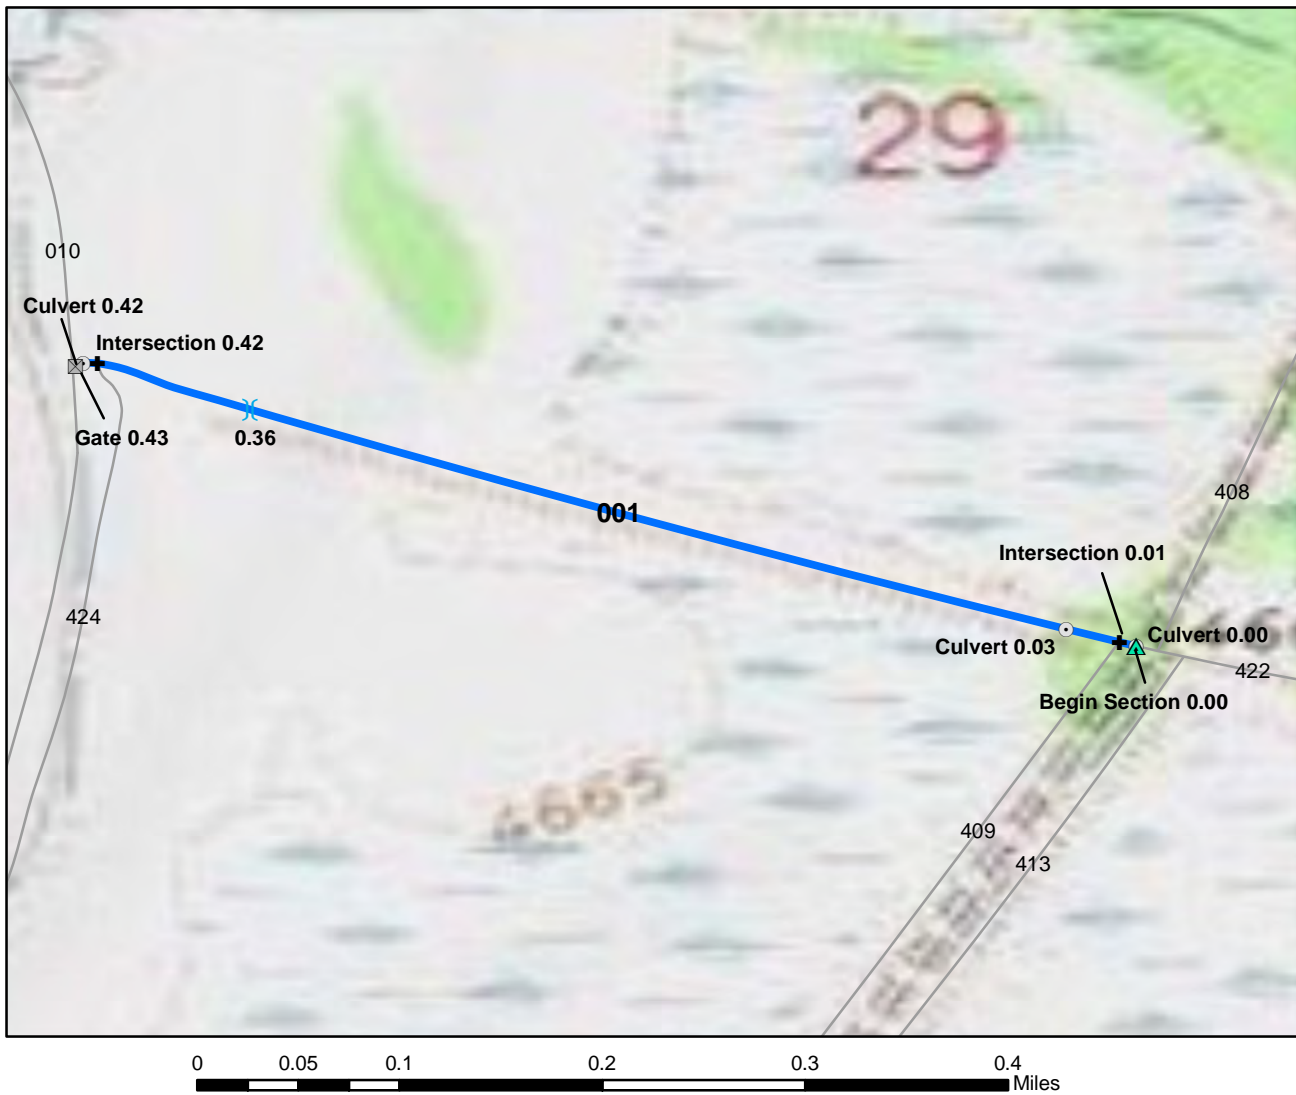 29
010
Culvert 0.42
Intersection 0.42
Gate 0.43
0.36
001
408
Intersection 0.01
424
Culvert 0.03
Culvert 0.00
422
Begin Section 0.00
4665
409
413
0 0.05 0.1 0.2 0.3 0.4
Miles